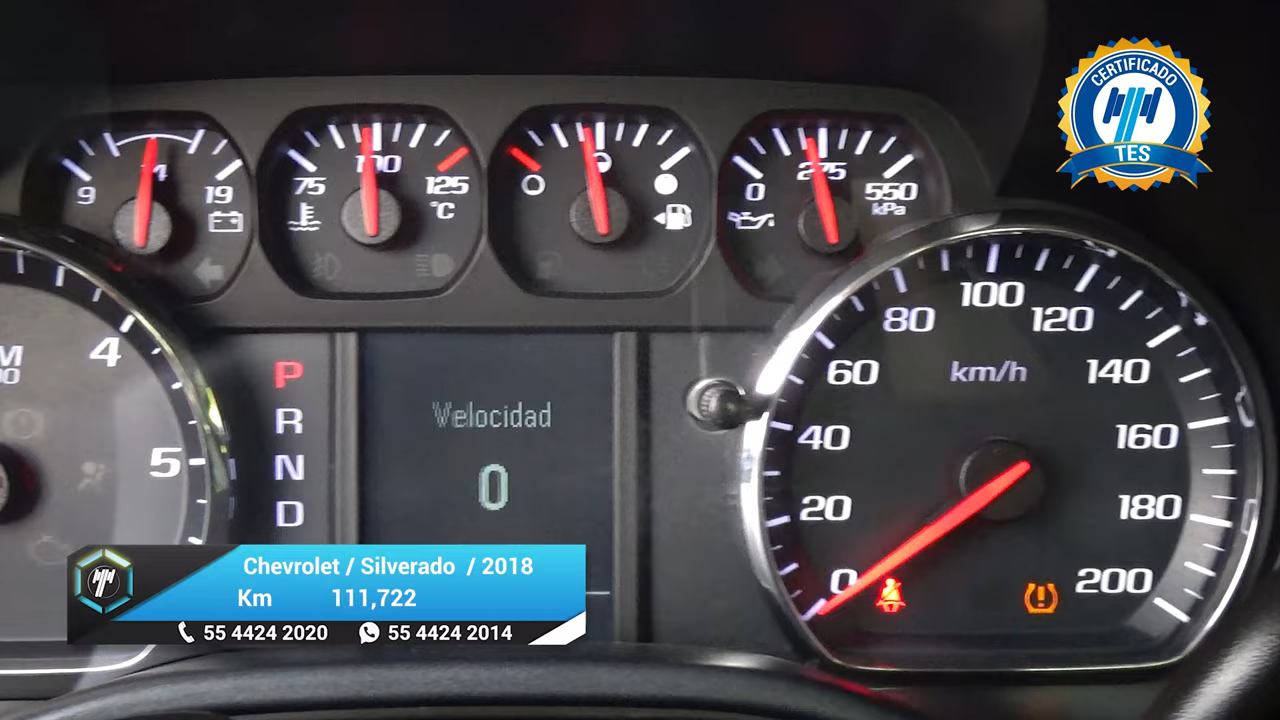 CERTIFICADO
TES
9 14 19
75 100 125
°C
0 275 550
kPa
4
5
P
R
N
D
Velocidad
0
0 20 40 60 80 100 120 140 160 180 200
km/h
Chevrolet / Silverado / 2018
Km 111,722
55 4424 2020 55 4424 2014